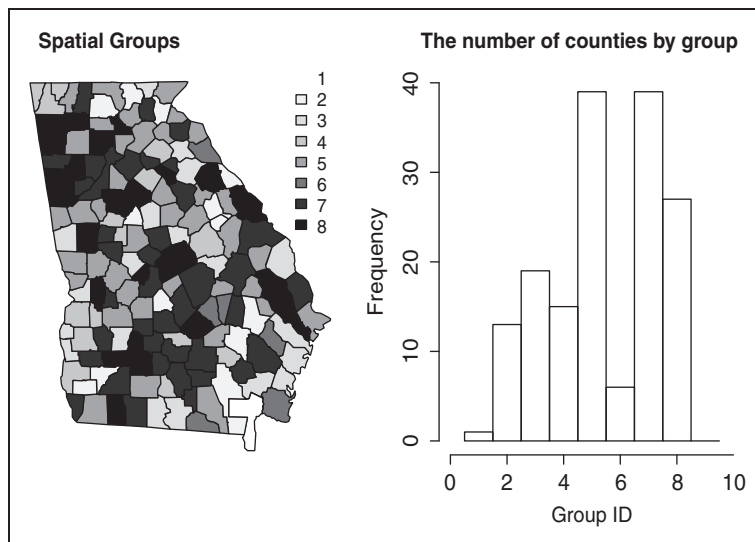 Spatial Groups
1
2
3
4
5
6
7
8
The number of counties by group
Frequency
40
30
20
10
0
0 2 4 6 8 10
Group ID